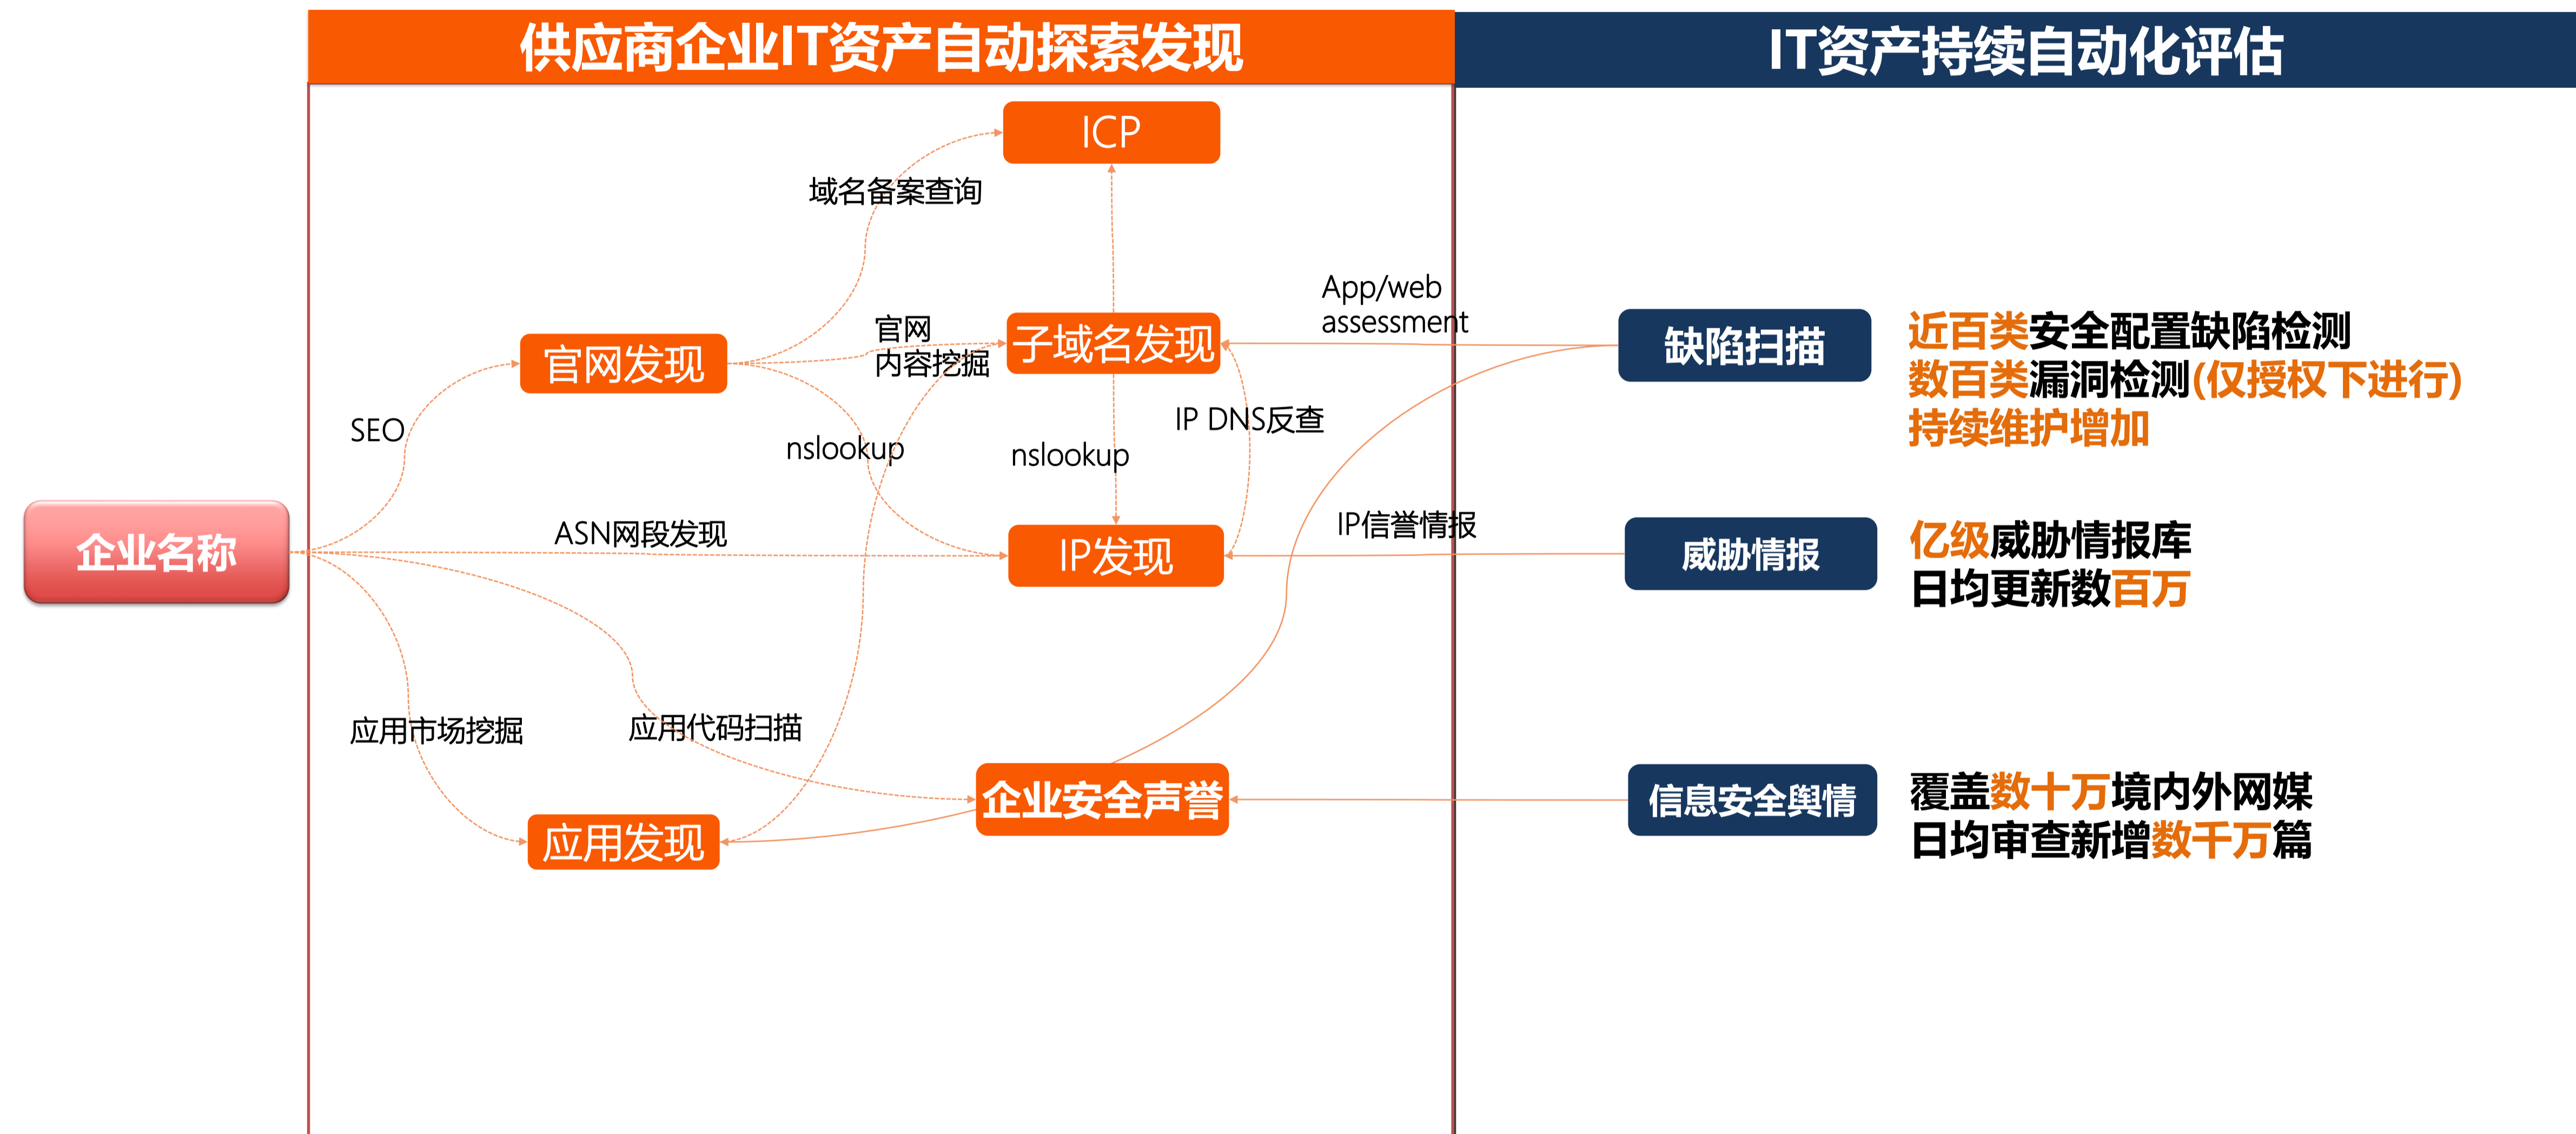 供应商企业IT资产自动探索发现
IT资产持续自动化评估
ICP
域名备案查询
App/web
assessment
官网
内容挖掘
子域名发现
缺陷扫描
近百类安全配置缺陷检测
数百类漏洞检测(仅授权下进行)
持续维护增加
官网发现
SEO
nslookup
nslookup
IP DNS反查
企业名称
ASN网段发现
IP发现
IP信誉情报
威胁情报
亿级威胁情报库
日均更新数百万
应用市场挖掘
应用代码扫描
企业安全声誉
信息安全舆情
覆盖数十万境内外网媒
日均审查新增数千万篇
应用发现